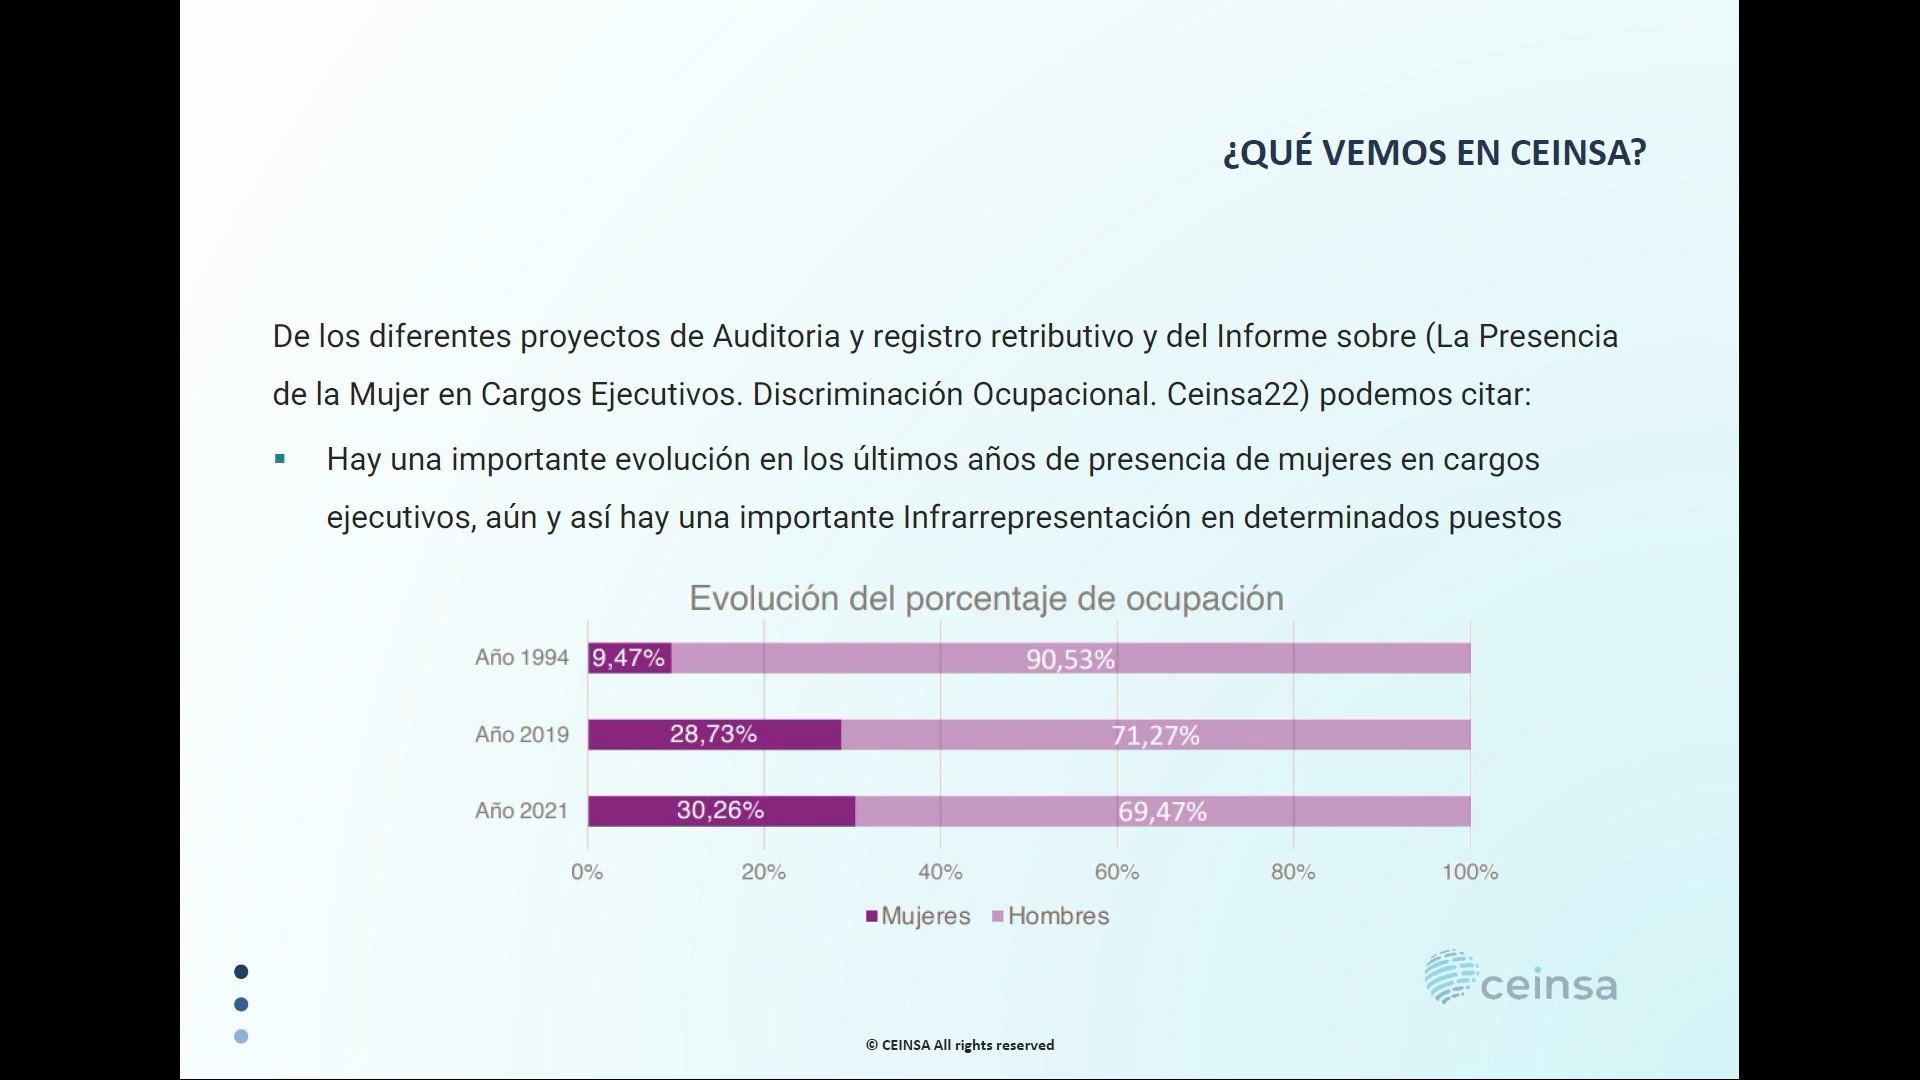 ¿QUÉ VEMOS EN CEINSA?
De los diferentes proyectos de Auditoria y registro retributivo y del Informe sobre (La Presencia
de la Mujer en Cargos Ejecutivos. Discriminación Ocupacional. Ceinsa22) podemos citar:
▪ Hay una importante evolución en los últimos años de presencia de mujeres en cargos
ejecutivos, aún y así hay una importante Infrarrepresentación en determinados puestos
Evolución del porcentaje de ocupación
Año 1994 9,47% 90,53%
Año 2019 28,73% 71,27%
Año 2021 30,26% 69,47%
0% 20% 40% 60% 80% 100%
Mujeres Hombres
ceinsa
© CEINSA All rights reserved